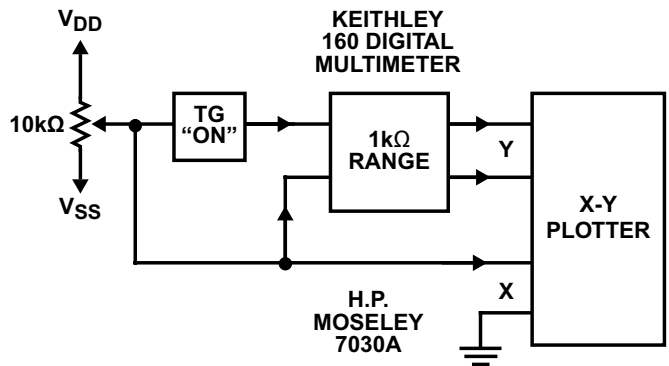 VDD
10kΩ
VSS
TG
“ON”
KEITHLEY
160 DIGITAL
MULTIMETER
1kΩ
RANGE
Y
X
X-Y
PLOTTER
H.P.
MOSELEY
7030A